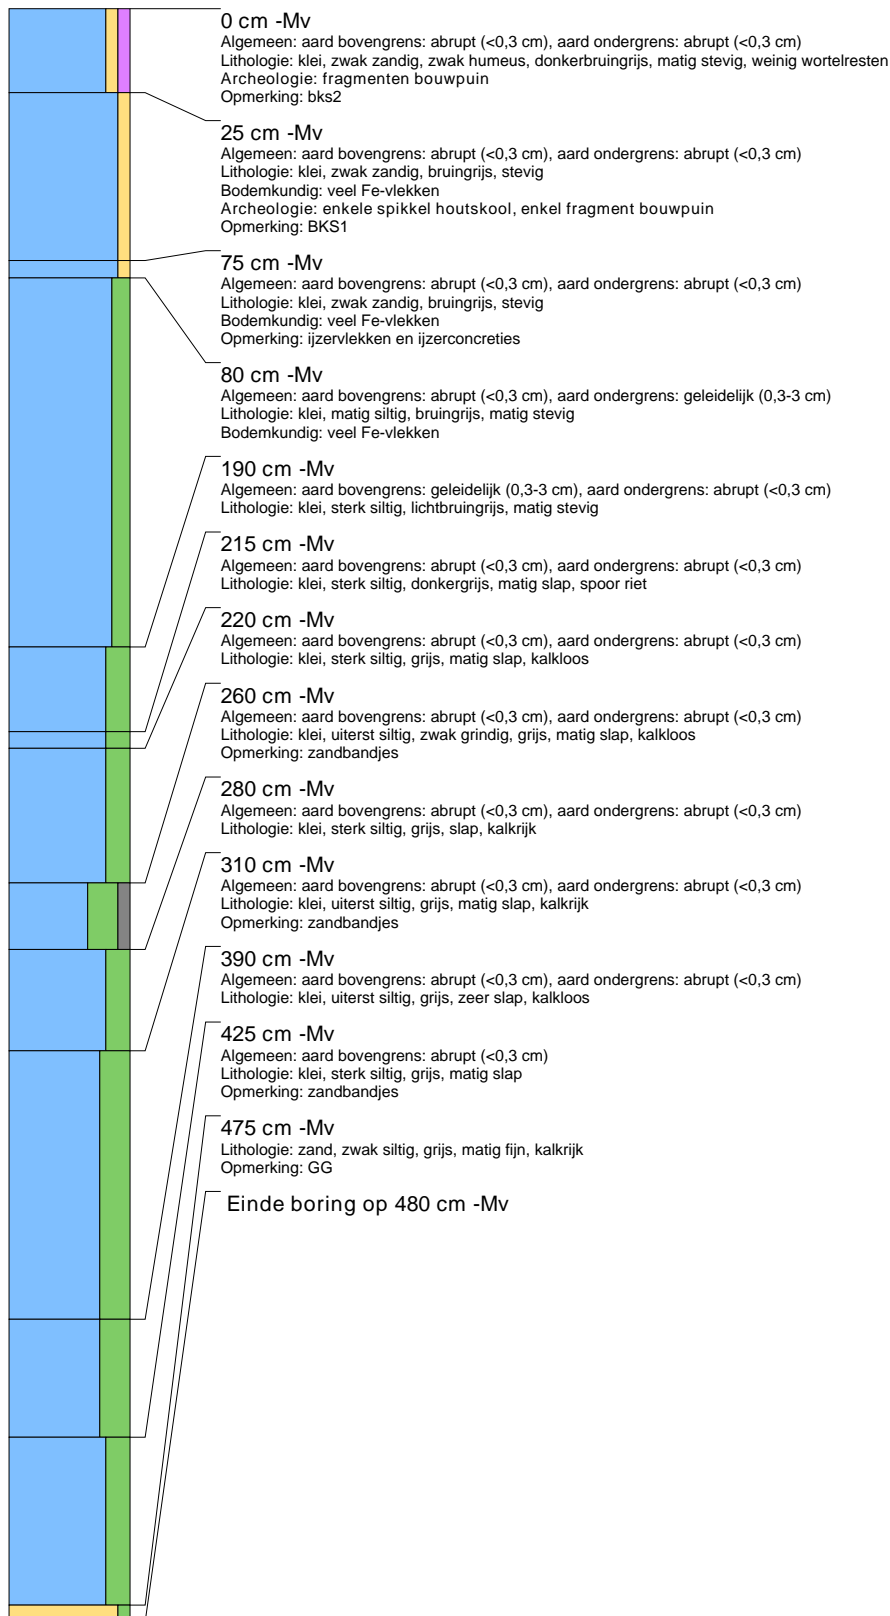 0 cm -Mv
Algemeen: aard bovengrens: abrupt (<0,3 cm), aard ondergrens: abrupt (<0,3 cm)
Lithologie: klei, zwak zandig, zwak humeus, donkerbruingrijs, matig stevig, weinig wortelresten
Archeologie: fragmenten bouwpuin
Opmerking: bks2
25 cm -Mv
Algemeen: aard bovengrens: abrupt (<0,3 cm), aard ondergrens: abrupt (<0,3 cm)
Lithologie: klei, zwak zandig, bruingrijs, stevig
Bodemkundig: veel Fe-vlekken
Archeologie: enkele spikkel houtskool, enkel fragment bouwpuin
Opmerking: BKS1
75 cm -Mv
Algemeen: aard bovengrens: abrupt (<0,3 cm), aard ondergrens: abrupt (<0,3 cm)
Lithologie: klei, zwak zandig, bruingrijs, stevig
Bodemkundig: veel Fe-vlekken
Opmerking: ijzervlekken en ijzerconcreties
80 cm -Mv
Algemeen: aard bovengrens: abrupt (<0,3 cm), aard ondergrens: geleidelijk (0,3-3 cm)
Lithologie: klei, matig siltig, bruingrijs, matig stevig
Bodemkundig: veel Fe-vlekken
190 cm -Mv
Algemeen: aard bovengrens: geleidelijk (0,3-3 cm), aard ondergrens: abrupt (<0,3 cm)
Lithologie: klei, sterk siltig, lichtbruingrijs, matig stevig
215 cm -Mv
Algemeen: aard bovengrens: abrupt (<0,3 cm), aard ondergrens: abrupt (<0,3 cm)
Lithologie: klei, sterk siltig, donkergrijs, matig slap, spoor riet
220 cm -Mv
Algemeen: aard bovengrens: abrupt (<0,3 cm), aard ondergrens: abrupt (<0,3 cm)
Lithologie: klei, sterk siltig, grijs, matig slap, kalkloos
260 cm -Mv
Algemeen: aard bovengrens: abrupt (<0,3 cm), aard ondergrens: abrupt (<0,3 cm)
Lithologie: klei, uiterst siltig, zwak grindig, grijs, matig slap, kalkloos
Opmerking: zandbandjes
280 cm -Mv
Algemeen: aard bovengrens: abrupt (<0,3 cm), aard ondergrens: abrupt (<0,3 cm)
Lithologie: klei, sterk siltig, grijs, slap, kalkrijk
310 cm -Mv
Algemeen: aard bovengrens: abrupt (<0,3 cm), aard ondergrens: abrupt (<0,3 cm)
Lithologie: klei, uiterst siltig, grijs, matig slap, kalkrijk
Opmerking: zandbandjes
390 cm -Mv
Algemeen: aard bovengrens: abrupt (<0,3 cm), aard ondergrens: abrupt (<0,3 cm)
Lithologie: klei, uiterst siltig, grijs, zeer slap, kalkloos
425 cm -Mv
Algemeen: aard bovengrens: abrupt (<0,3 cm)
Lithologie: klei, sterk siltig, grijs, matig slap
Opmerking: zandbandjes
475 cm -Mv
Lithologie: zand, zwak siltig, grijs, matig fijn, kalkrijk
Opmerking: GG
Einde boring op 480 cm -Mv